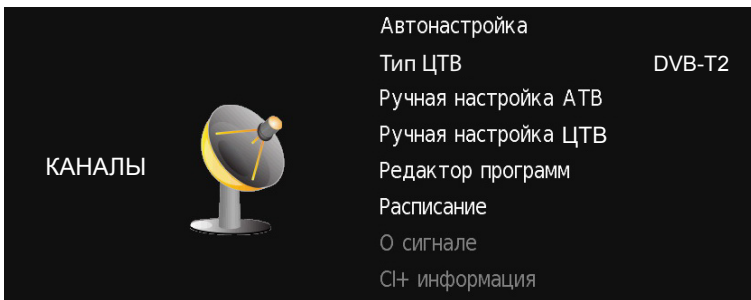 Автонастройка
Тип ЦТВ DVB-T2
Ручная настройка АТВ
Ручная настройка ЦТВ
КАНАЛЫ
Редактор программ
Расписание
О сигнале
CI+ информация